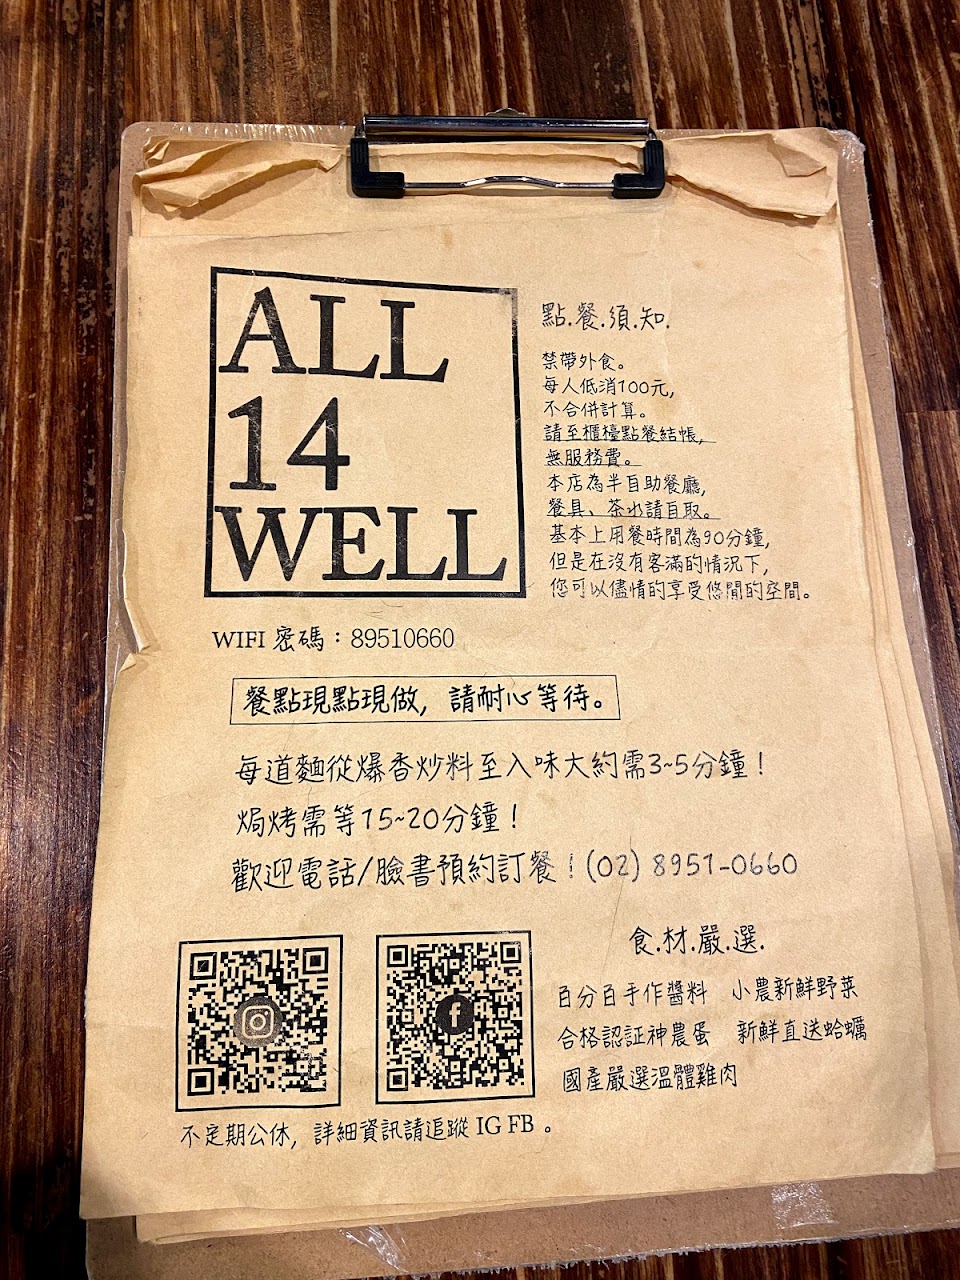 ALL
14
WELL
點.餐.須.知.
禁帶外食。
每人低消100元,
不合併計算。
請至櫃檯點餐結帳,
無服務費。
本店為半自助餐廳,
餐具、茶水請自取。
基本上用餐時間為90分鐘,
但是在沒有客滿的情況下,
您可以儘情的享受悠閒的空間。
WIFI 密碼：89510660
餐點現點現做, 請耐心等待。
每道麵從爆香炒料至入味大約需3~5分鐘！
焗烤需等15~20分鐘！
歡迎電話/臉書預約訂餐！(02) 8951-0660
食.材.嚴.選.
百分百手作醬料 小農新鮮野菜
合格認証神農蛋 新鮮直送蛤蠣
國產嚴選溫體雞肉
不定期公休, 詳細資訊請追蹤 IG FB 。